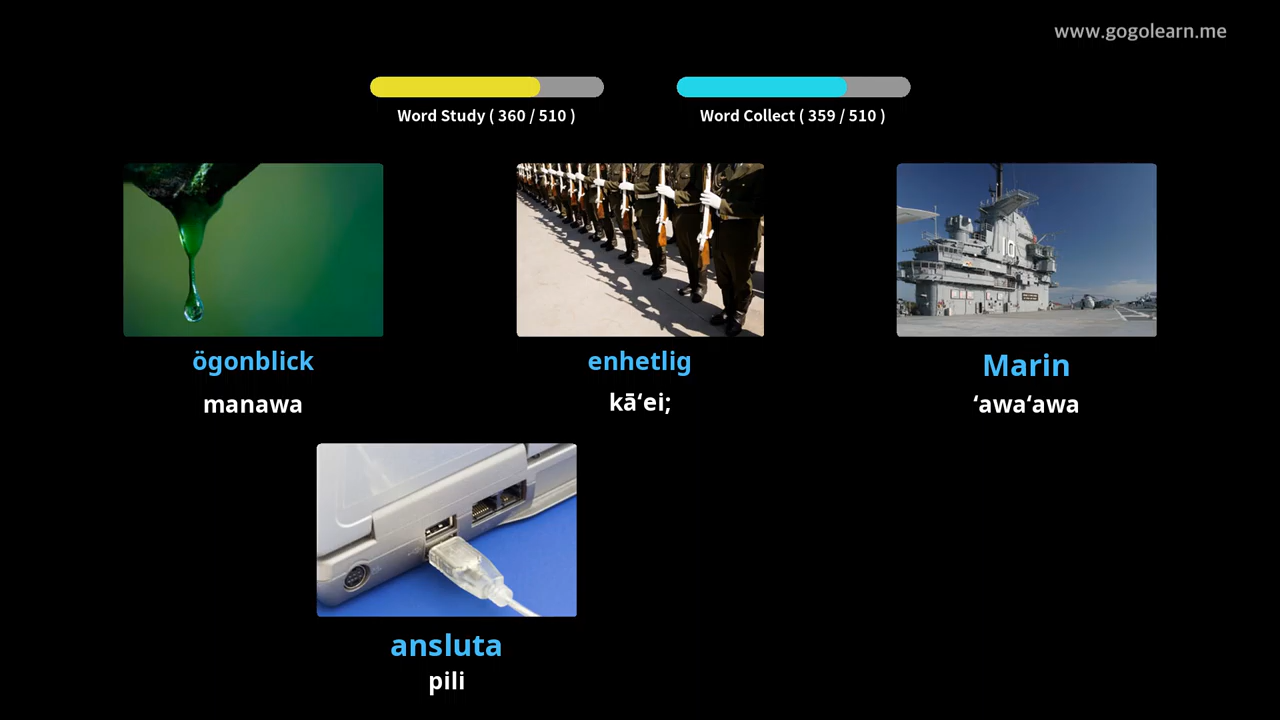 www.gogolearn.me
Word Study ( 360 / 510 )
Word Collect ( 359 / 510 )
ögonblick
manawa
enhetlig
kāʻei;
Marin
ʻawaʻawa
ansluta
pili